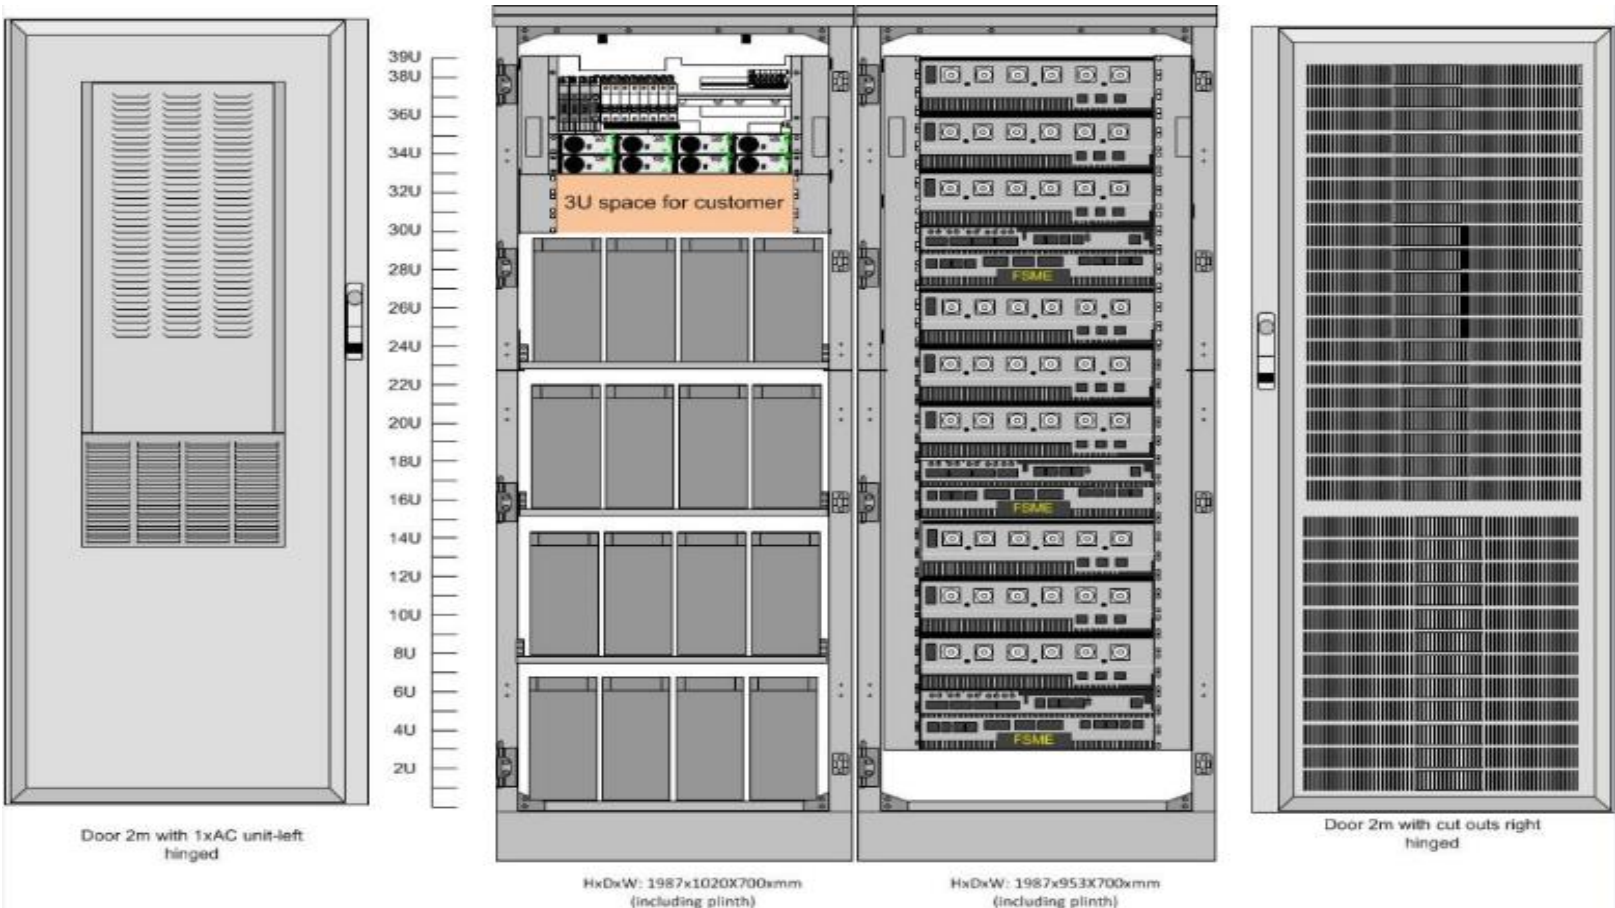 39U
38U
36U
34U
32U
30U
28U
26U
24U
22U
20U
18U
16U
14U
12U
10U
8U
6U
4U
2U
3U space for customer
FSME
FSME
FSME
Door 2m with 1xAC unit-left
hinged
HxDxW: 1987x1020X700xmm
(including plinth)
HxDxW: 1987x953X700xmm
(including plinth)
Door 2m with cut outs right
hinged